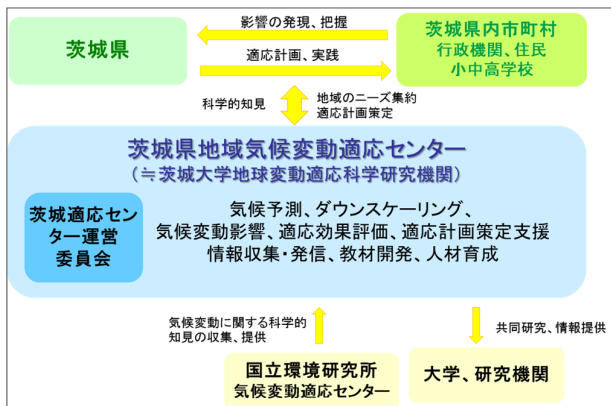 影響の発現、把握
茨城県
適応計画、実践
茨城県内市町村
行政機関、住民
小中高学校
科学的知見
地域のニーズ集約
適応計画策定
茨城県地域気候変動適応センター
(≒茨城大学地球変動適応科学研究機関)
茨城適応セン
ター運営
委員会
気候予測、ダウンスケーリング、
気候変動影響、適応効果評価、適応計画策定支援
情報収集・発信、教材開発、人材育成
気候変動に関する科学的
知見の収集、提供
共同研究、情報提供
国立環境研究所
気候変動適応センター
大学、研究機関